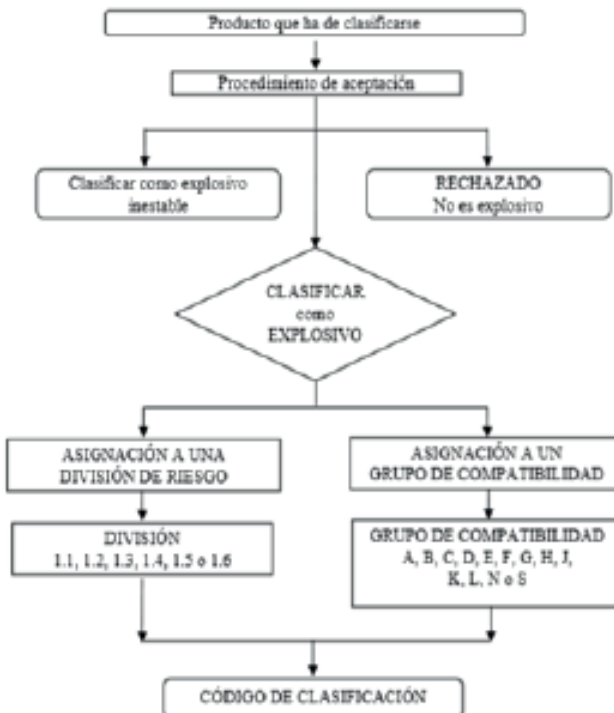 Producto que ha de clasificarse
Procedimiento de aceptación
Clasificar como explosivo
inestable
RECHAZADO
No es explosivo
CLASIFICAR
como
EXPLOSIVO
ASIGNACIÓN A UNA
DIVISIÓN DE RIESGO
ASIGNACIÓN A UN
GRUPO DE COMPATIBILIDAD
DIVISIÓN
1.1, 1.2, 1.3, 1.4, 1.5 o 1.6
GRUPO DE COMPATIBILIDAD
A, B, C, D, E, F, G, H, J,
K, L, N o S
CÓDIGO DE CLASIFICACIÓN